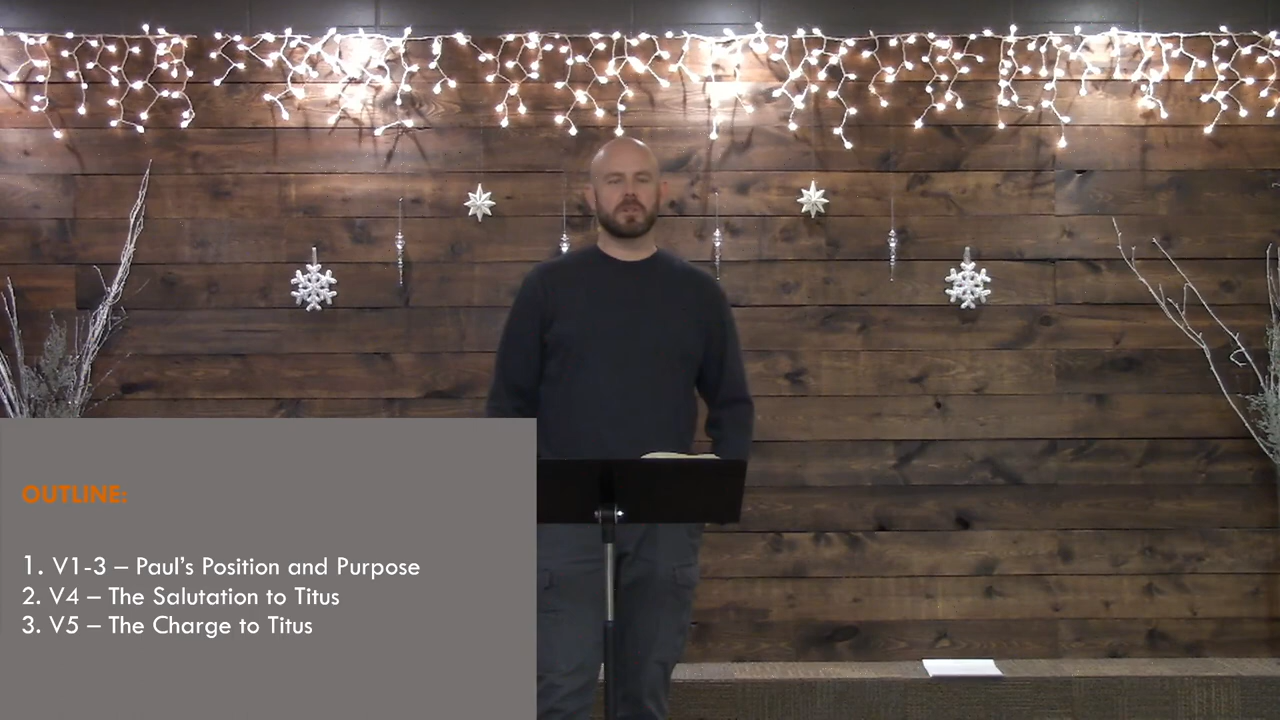 OUTLINE:
1. V1-3 – Paul's Position and Purpose
2. V4 – The Salutation to Titus
3. V5 – The Charge to Titus